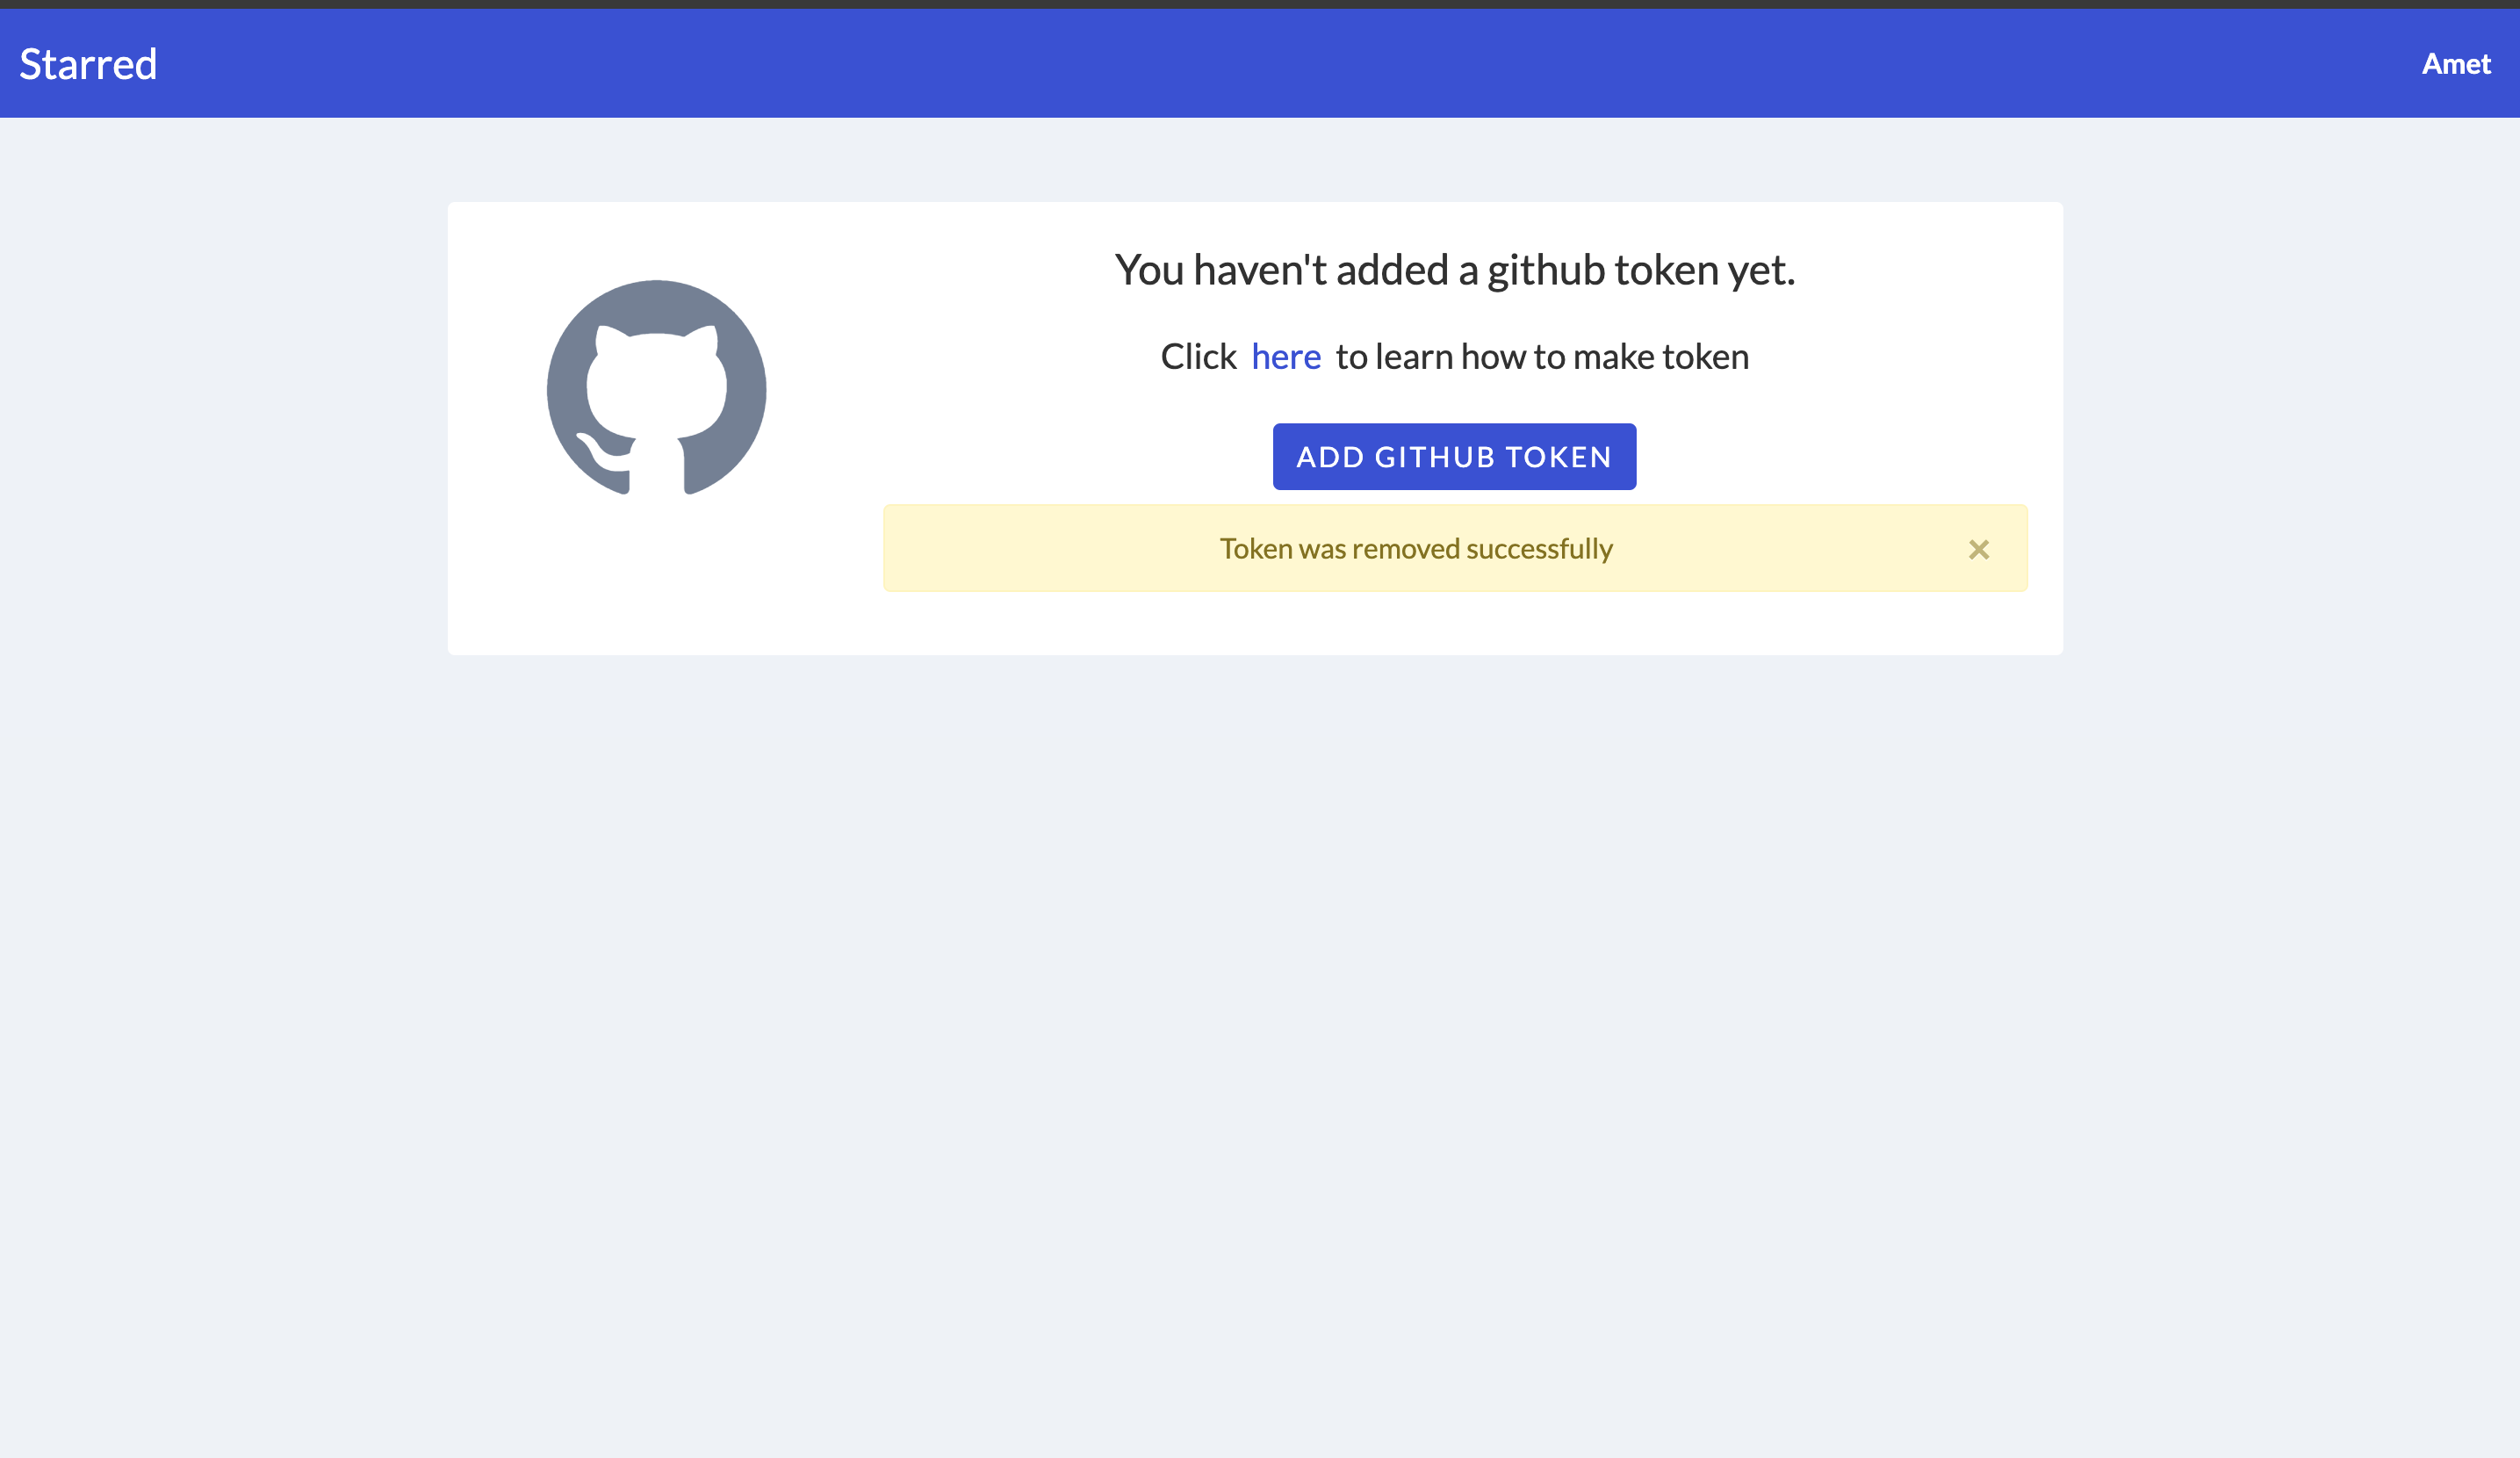 Starred
Amet
You haven't added a github token yet.
Click here to learn how to make token
ADD GITHUB TOKEN
Token was removed successfully ×